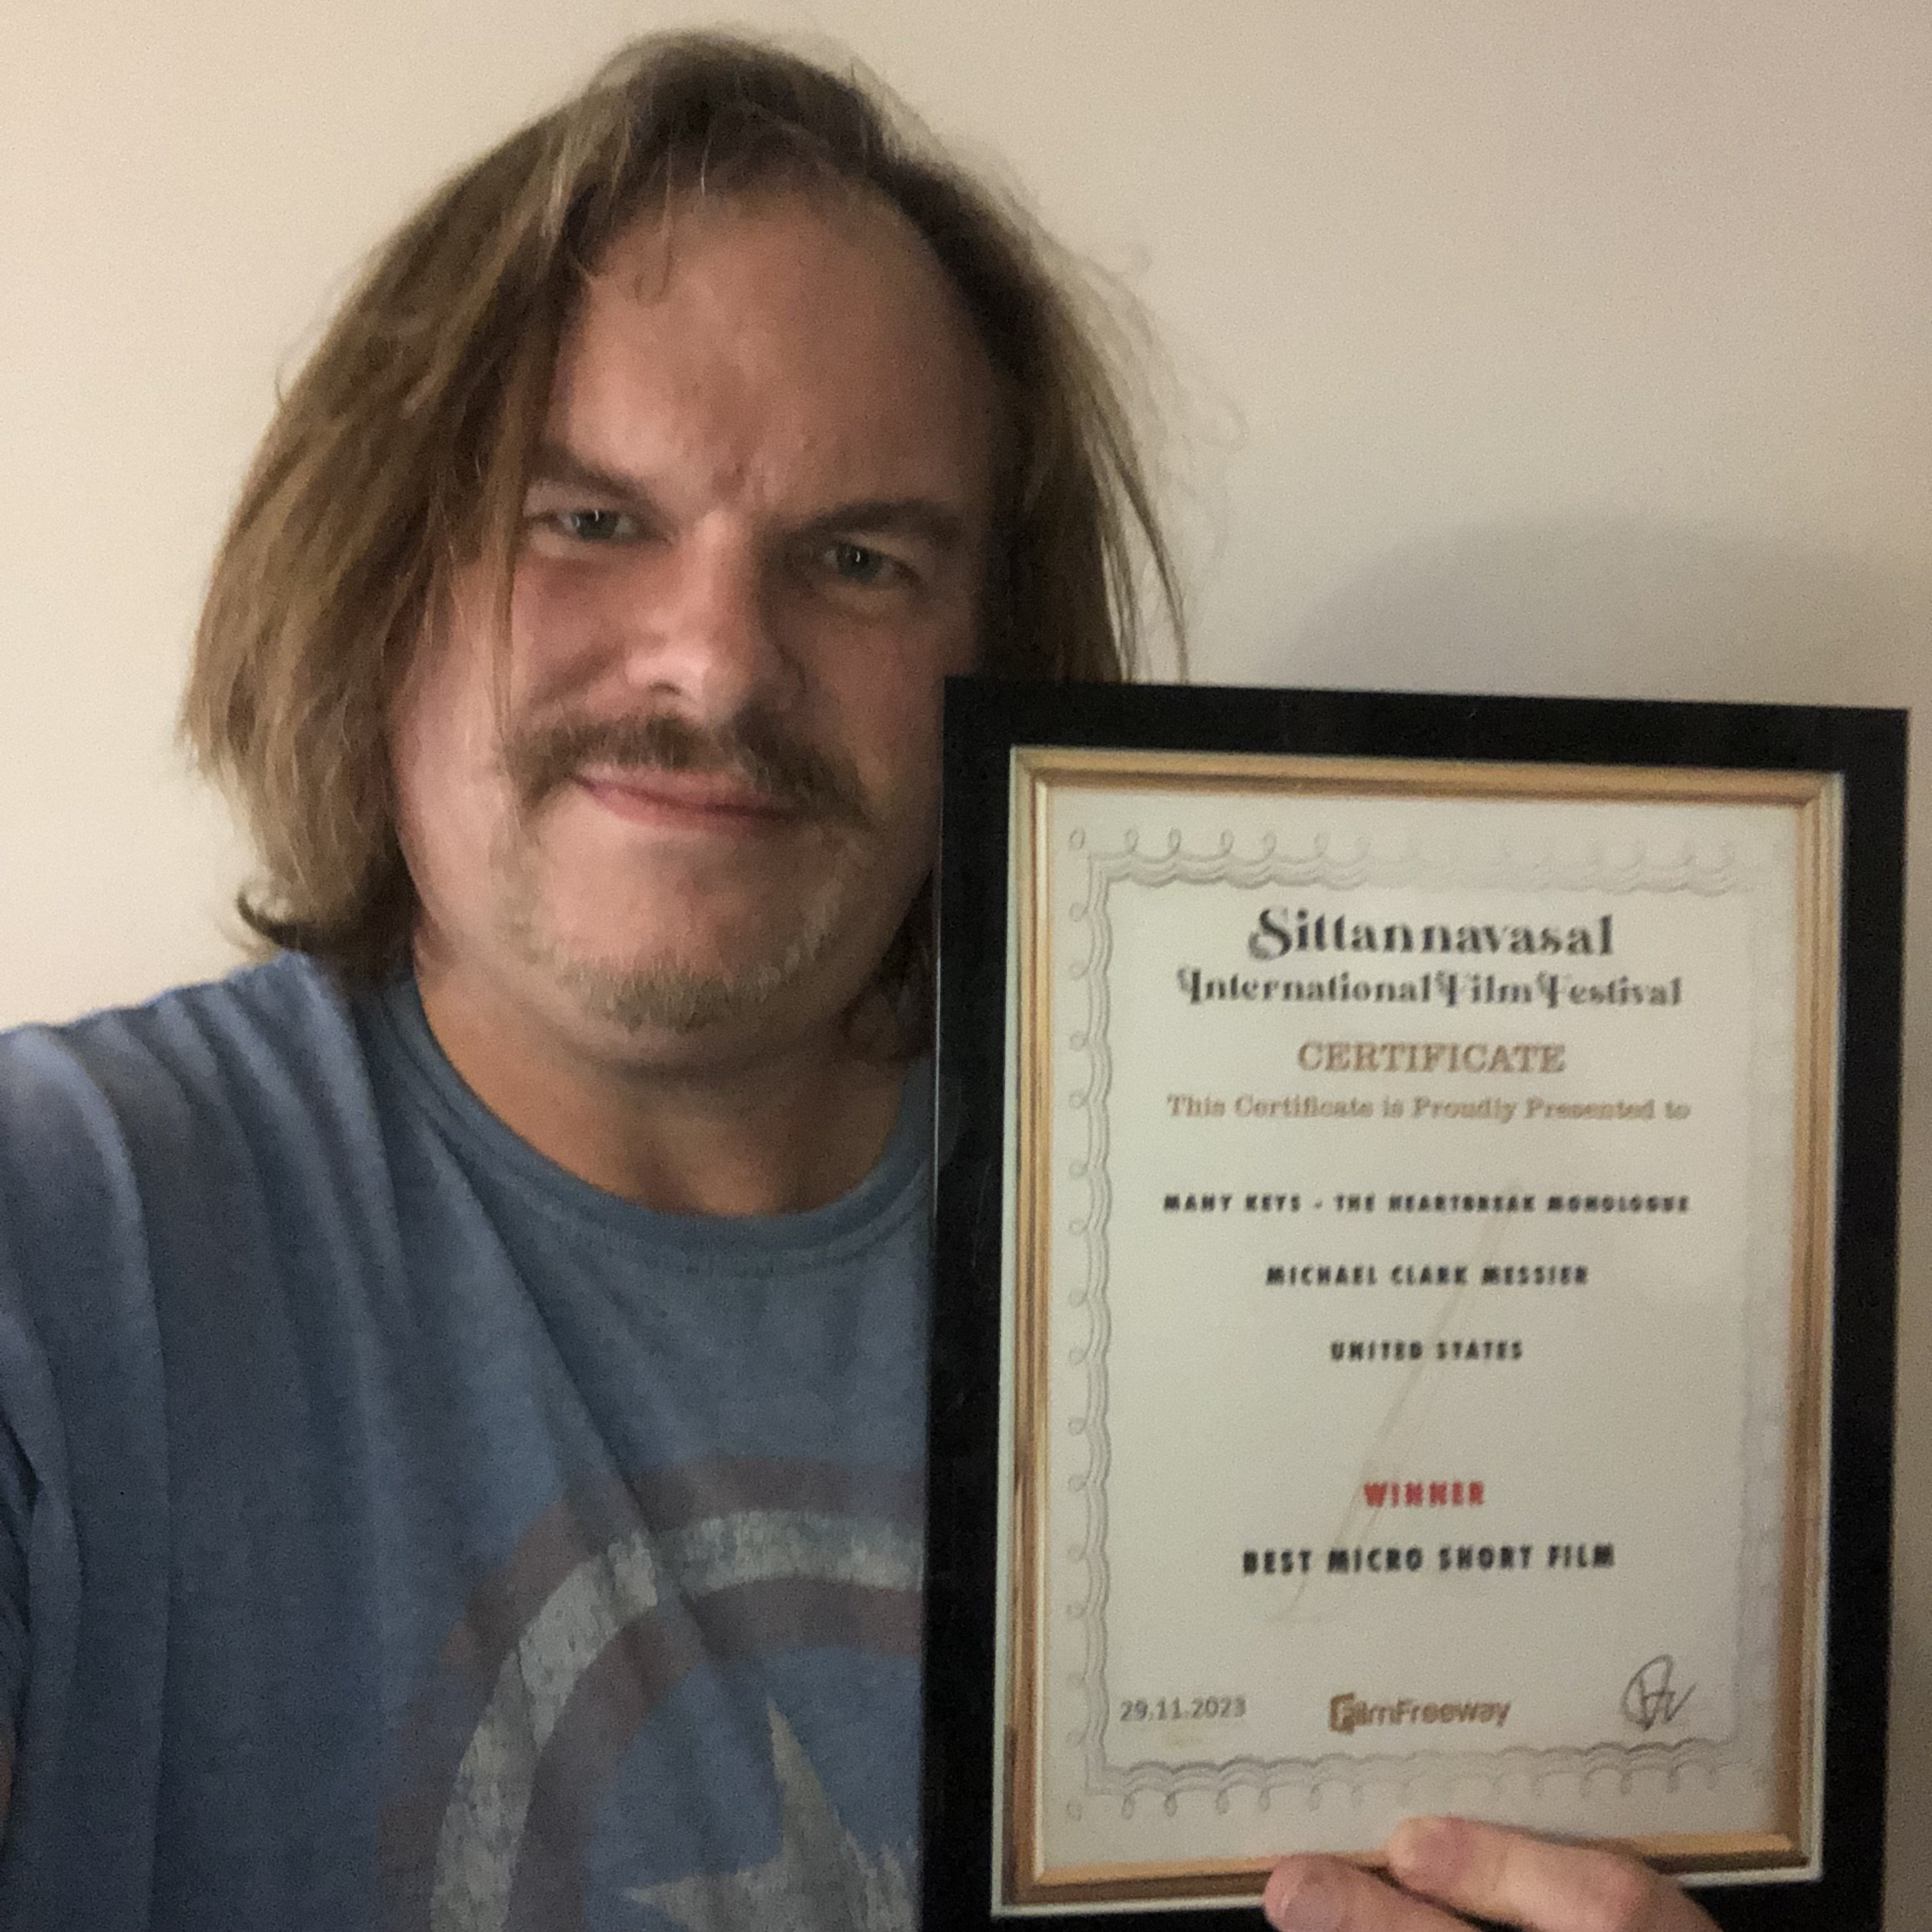 Sittannavasal
International Film Festival
CERTIFICATE
This Certificate is Proudly Presented to
MANY KEYS - THE HEARTBREAK MONOLOGUE
MICHAEL CLARK MESSIER
UNITED STATES
WINNER
BEST MICRO SHORT FILM
29.11.2023
FilmFreeway